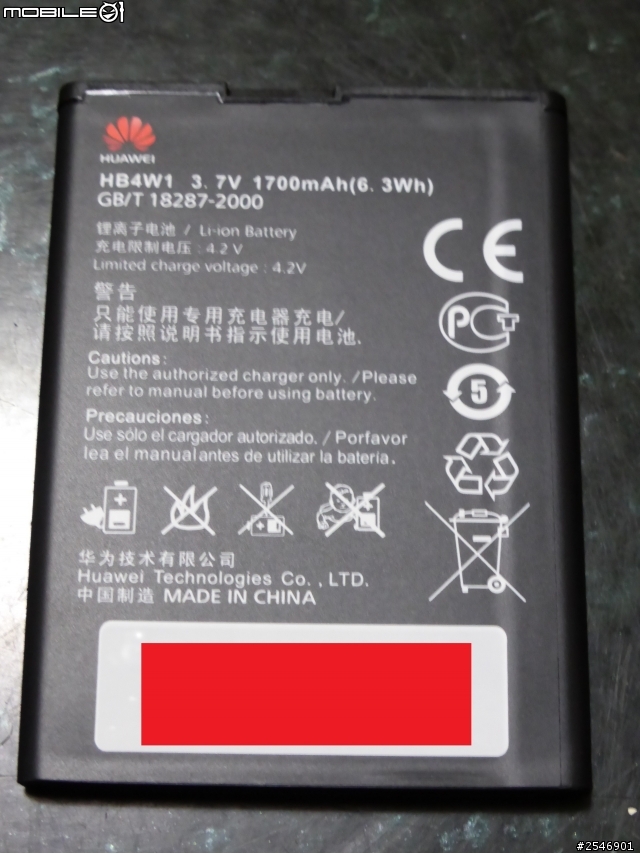 MOBILE01
HUAWEI
HB4W1 3.7V 1700mAh(6.3Wh)
GB/T 18287-2000
锂离子电池 / Li-ion Battery
充电限制电压: 4.2 V
Limited charge voltage : 4.2V
警告
只能使用专用充电器充电/
请按照说明书指示使用电池.
Cautions:
Use the authorized charger only. /Please
refer to manual before using battery.
Precauciones:
Use sólo el cargador autorizado. / Porfavor
lea el manualantes de utilizar la batería.
CE
PCT
5
华为技术有限公司
Huawei Technologies Co. , LTD.
中国制造 MADE IN CHINA
#2546901